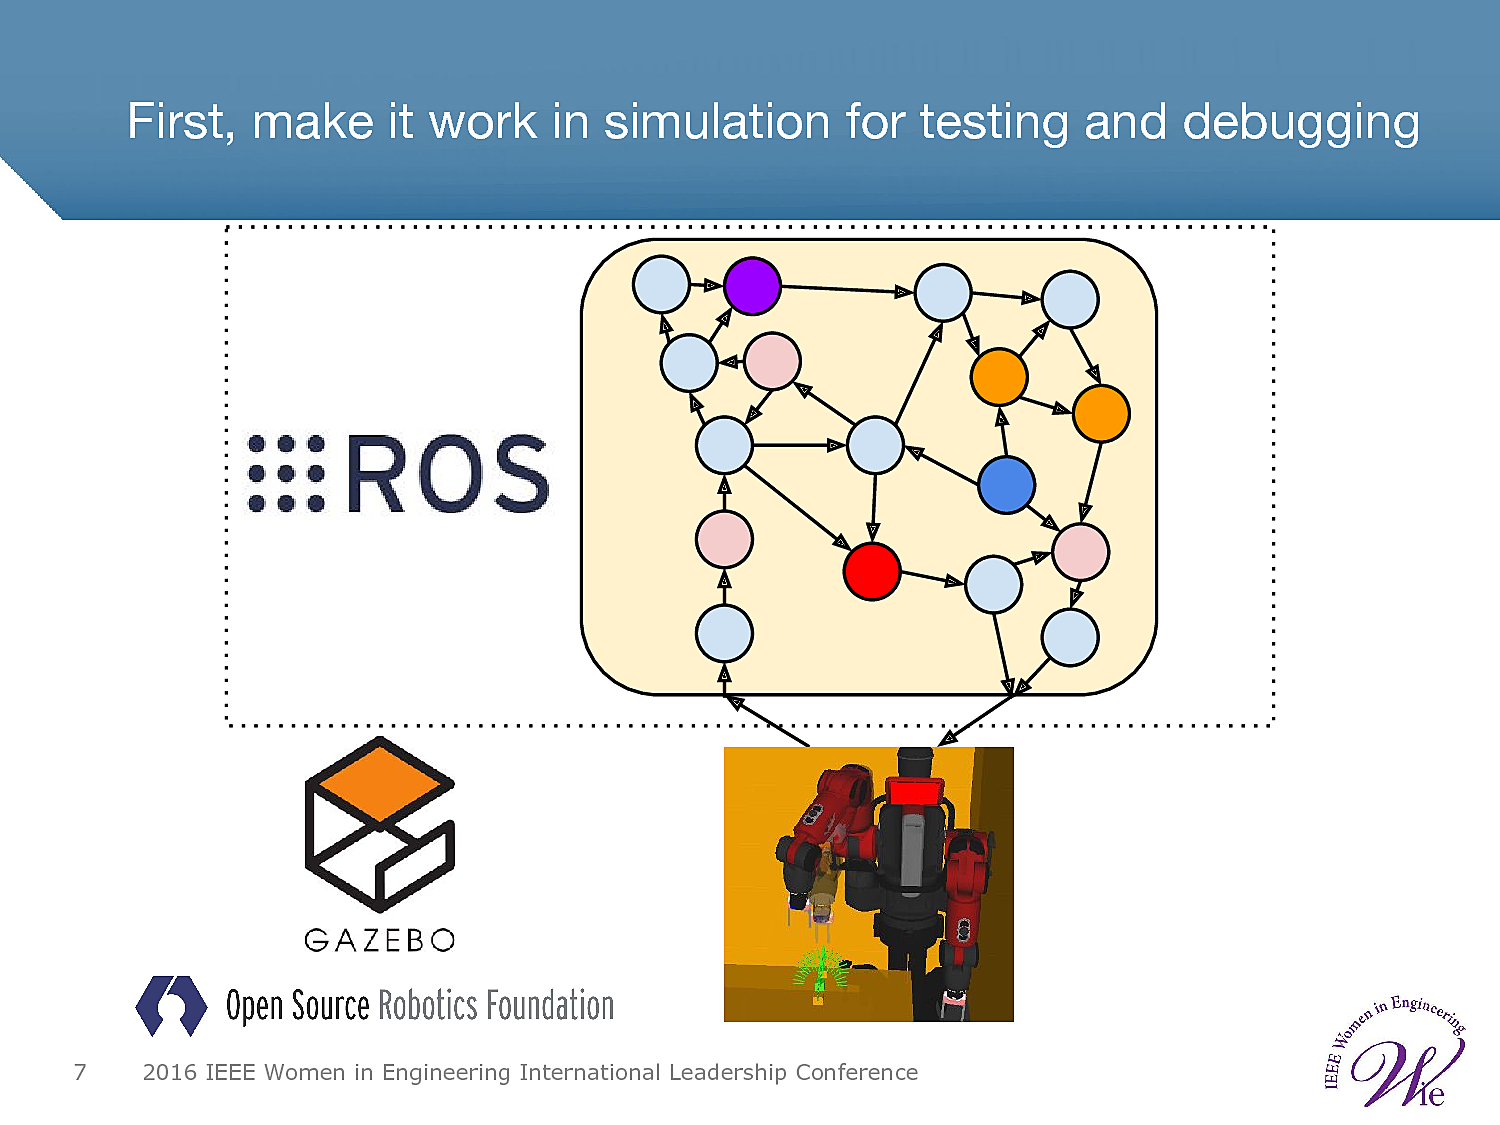 First, make it work in simulation for testing and debugging
ROS
GAZEBO
Open Source Robotics Foundation
7 2016 IEEE Women in Engineering International Leadership Conference
IEEE Women in Engineering
Wie